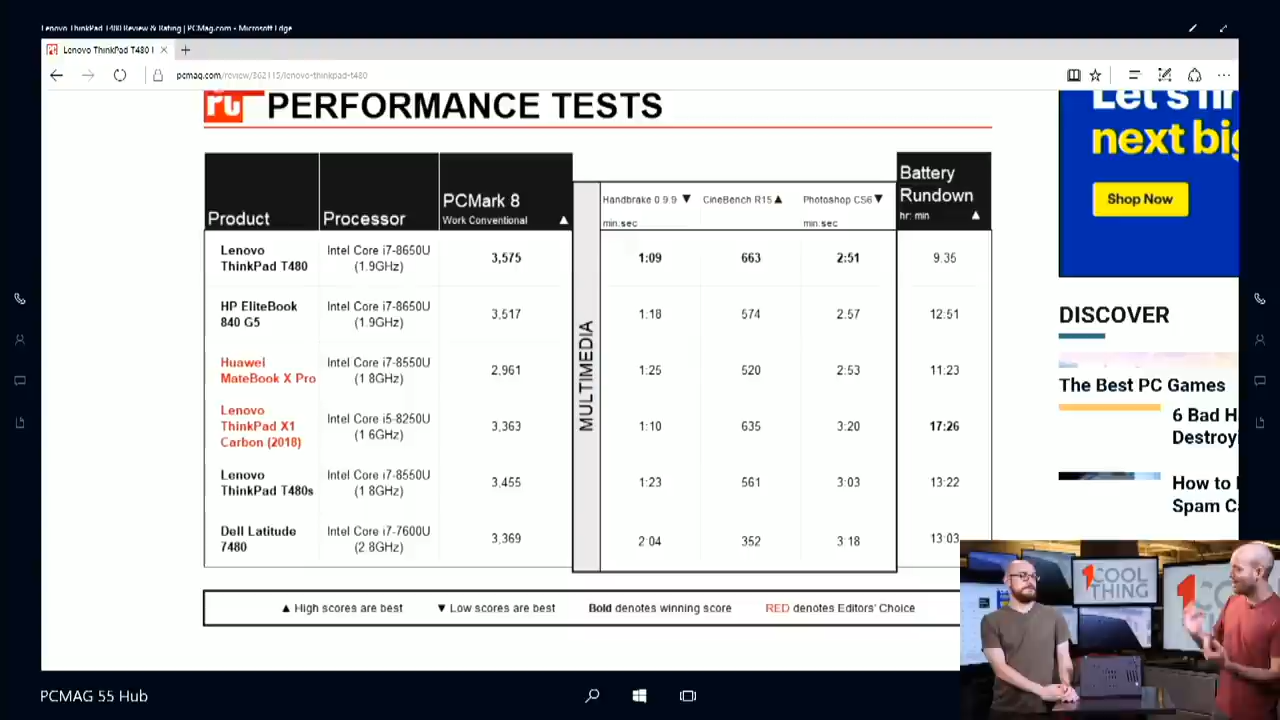 Lenovo ThinkPad T480 Review & Rating | PCMag.com - Microsoft Edge
Lenovo ThinkPad T480
pcmag.com/review/362115/lenovo-thinkpad-t480
PERFORMANCE TESTS
Product
Processor
PCMark 8
Work Conventional ▲
MULTIMEDIA
Handbrake 0.9.9 ▼
min:sec
CineBench R15 ▲
Photoshop CS6 ▼
min:sec
Battery
Rundown
hr: min ▲
Lenovo
ThinkPad T480
Intel Core i7-8650U
(1.9GHz)
3,575
1:09
663
2:51
9:35
HP EliteBook
840 G5
Intel Core i7-8650U
(1.9GHz)
3,517
1:18
574
2:57
12:51
Huawei
MateBook X Pro
Intel Core i7-8550U
(1.8GHz)
2,961
1:25
520
2:53
11:23
Lenovo
ThinkPad X1
Carbon (2018)
Intel Core i5-8250U
(1.6GHz)
3,363
1:10
635
3:20
17:26
Lenovo
ThinkPad T480s
Intel Core i7-8550U
(1.8GHz)
3,455
1:23
561
3:03
13:22
Dell Latitude
7480
Intel Core i7-7600U
(2.8GHz)
3,369
2:04
352
3:18
13:03
▲ High scores are best ▼ Low scores are best Bold denotes winning score RED denotes Editors' Choice
Let's
next
Shop Now
DISCOVER
The Best PC Games
6 Bad
How to
Spam
1COOL
THING
PCMAG 55 Hub